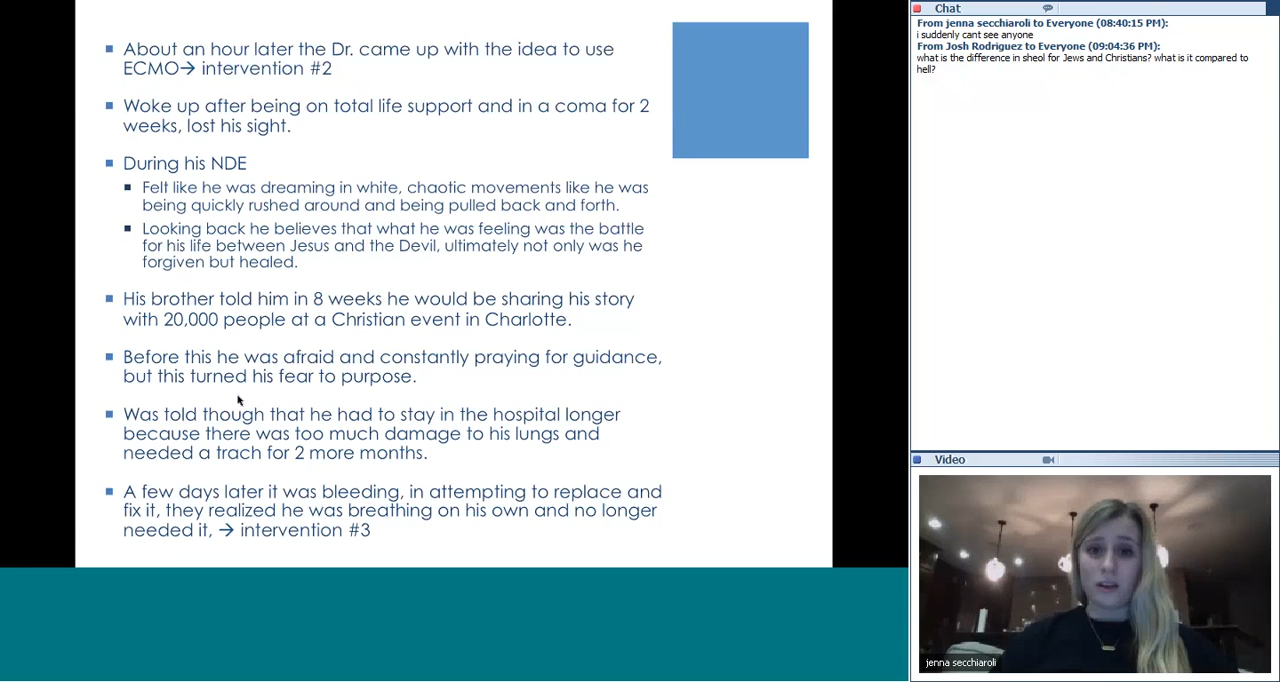 About an hour later the Dr. came up with the idea to use
ECMO→ intervention #2
Woke up after being on total life support and in a coma for 2
weeks, lost his sight.
During his NDE
Felt like he was dreaming in white, chaotic movements like he was
being quickly rushed around and being pulled back and forth.
Looking back he believes that what he was feeling was the battle
for his life between Jesus and the Devil, ultimately not only was he
forgiven but healed.
His brother told him in 8 weeks he would be sharing his story
with 20,000 people at a Christian event in Charlotte.
Before this he was afraid and constantly praying for guidance,
but this turned his fear to purpose.
Was told though that he had to stay in the hospital longer
because there was too much damage to his lungs and
needed a trach for 2 more months.
A few days later it was bleeding, in attempting to replace and
fix it, they realized he was breathing on his own and no longer
needed it, → intervention #3
Chat
From jenna secchiaroli to Everyone (08:40:15 PM):
i suddenly cant see anyone
From Josh Rodriguez to Everyone (09:04:36 PM):
what is the difference in sheol for Jews and Christians? what is it compared to
hell?
Video
jenna secchiaroli